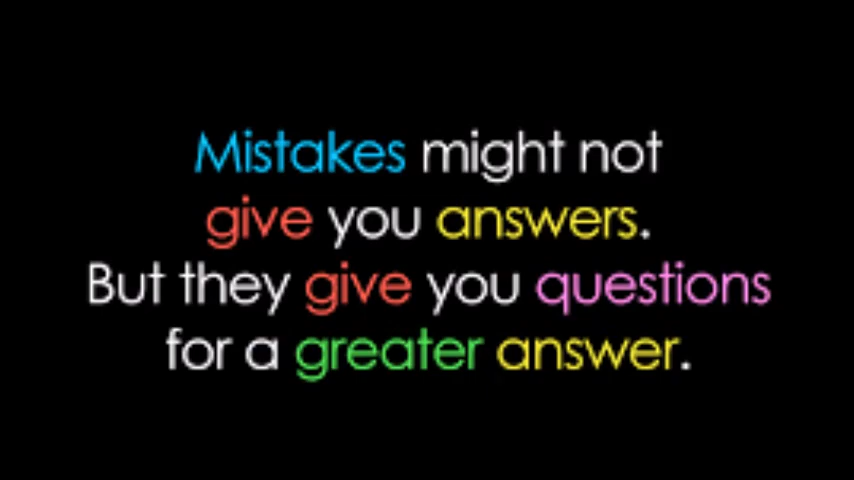 Mistakes might not
give you answers.
But they give you questions
for a greater answer.